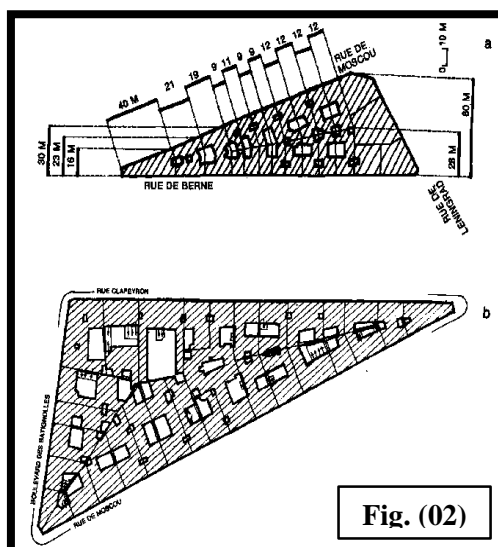 a
10 M
0
40 M
21
19
9
11
9
9
12
12
12
12
RUE DE
MOSCOU
30 M
23 M
16 M
60 M
28 M
RUE DE BERNE
RUE DE
LENINGRAD
b
RUE CLAPEYRON
BOULEVARD DES BATIGNOLLES
RUE DE MOSCOU
Fig. (02)